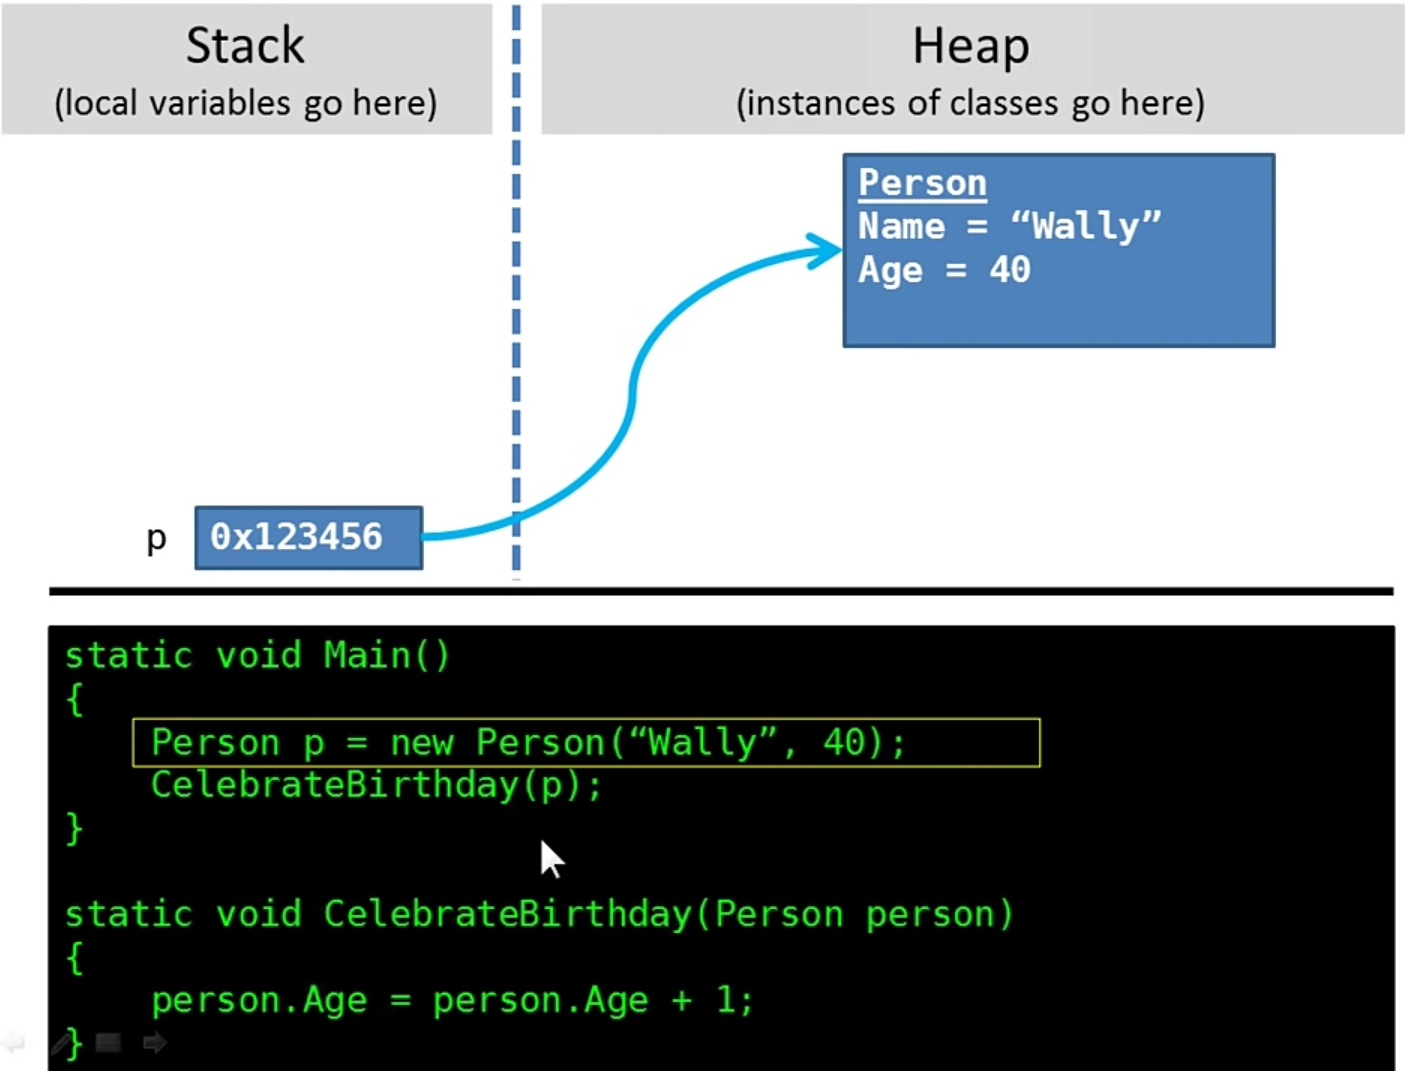 Stack
(local variables go here)
Heap
(instances of classes go here)
Person
Name = “Wally”
Age = 40
p
0x123456
static void Main()
{
Person p = new Person(“Wally”, 40);
CelebrateBirthday(p);
}
static void CelebrateBirthday(Person person)
{
person.Age = person.Age + 1;
}